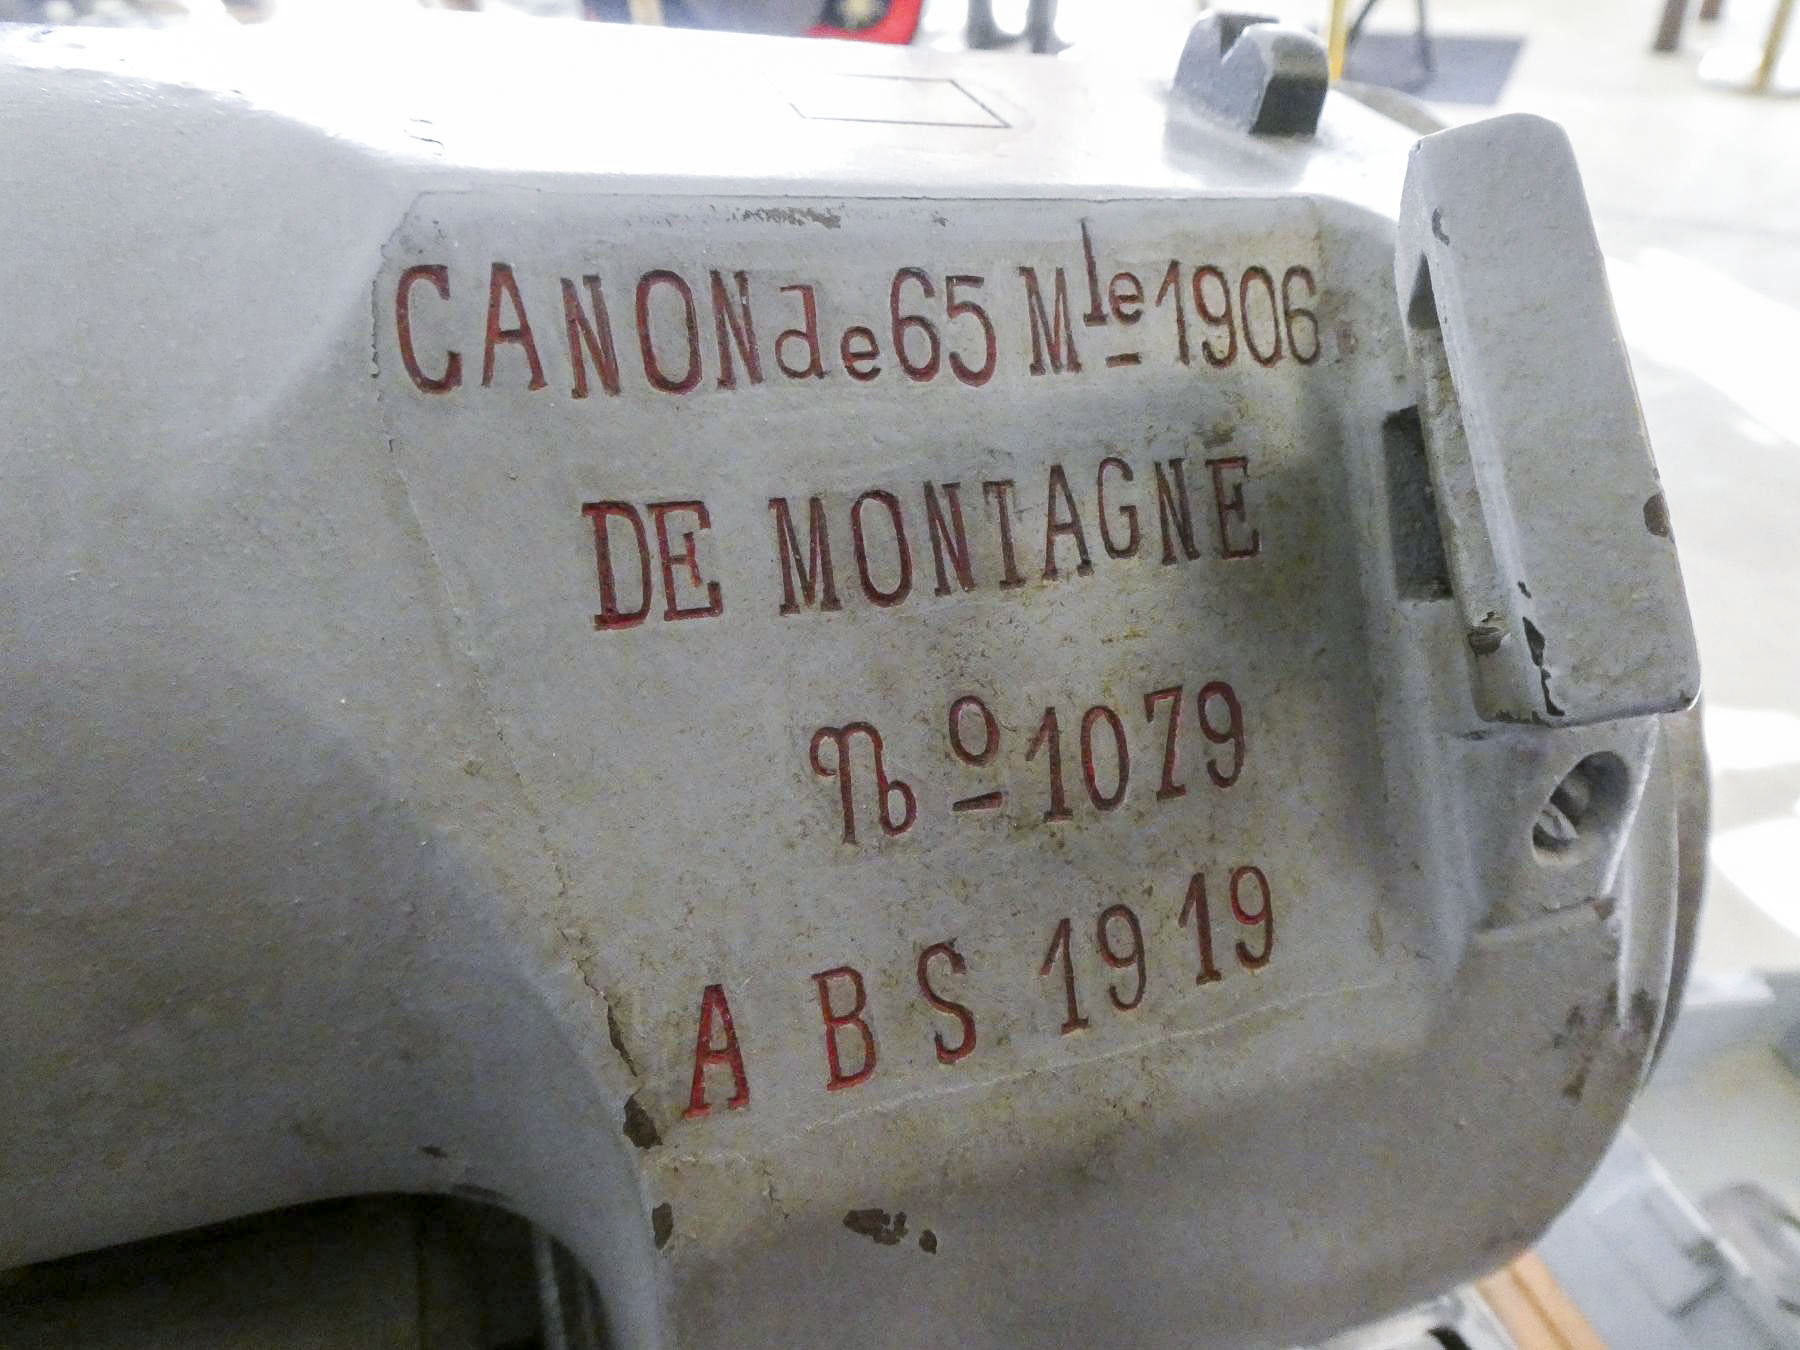 CANON de 65 Mle 1906
DE MONTAGNE
No 1079
ABS 1919